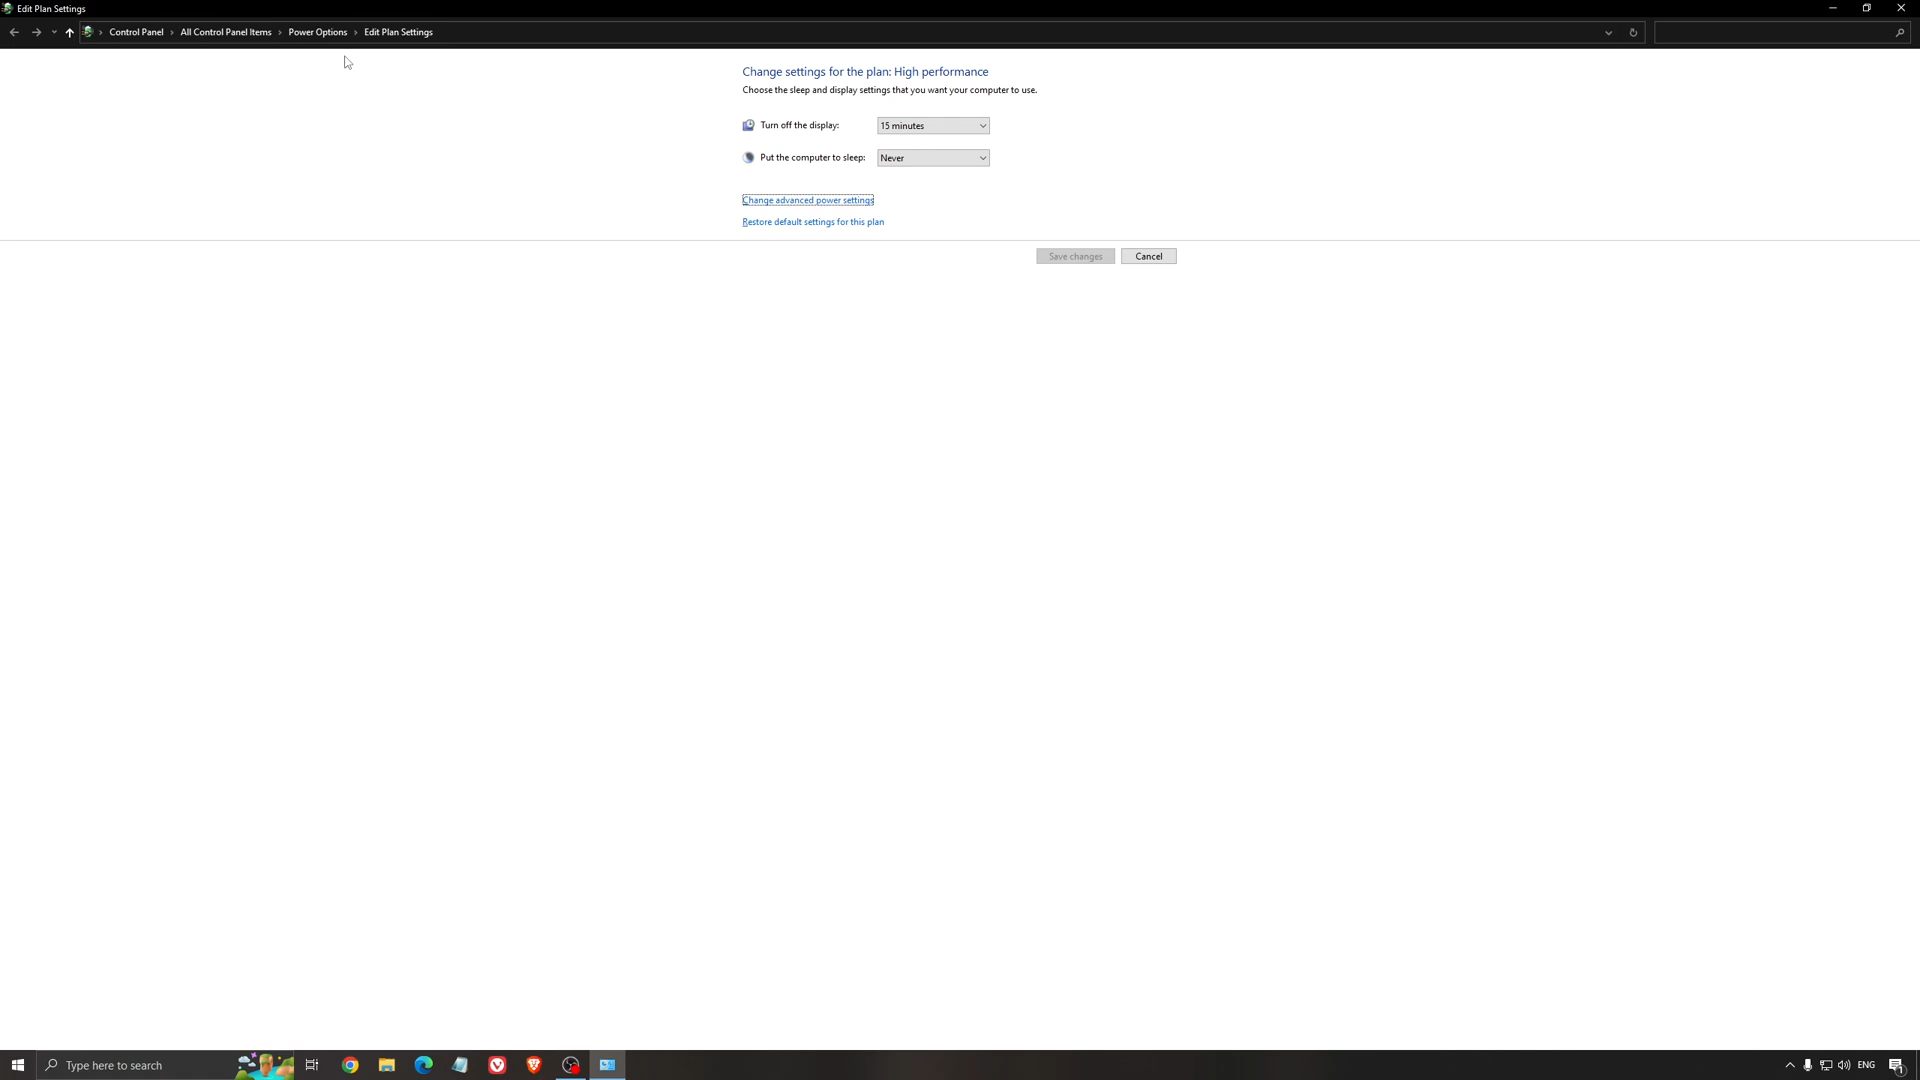 Edit Plan Settings
Control Panel > All Control Panel Items > Power Options > Edit Plan Settings
Change settings for the plan: High performance
Choose the sleep and display settings that you want your computer to use.
Turn off the display: 15 minutes
Put the computer to sleep: Never
Change advanced power settings
Restore default settings for this plan
Save changes Cancel
Type here to search ENG 1